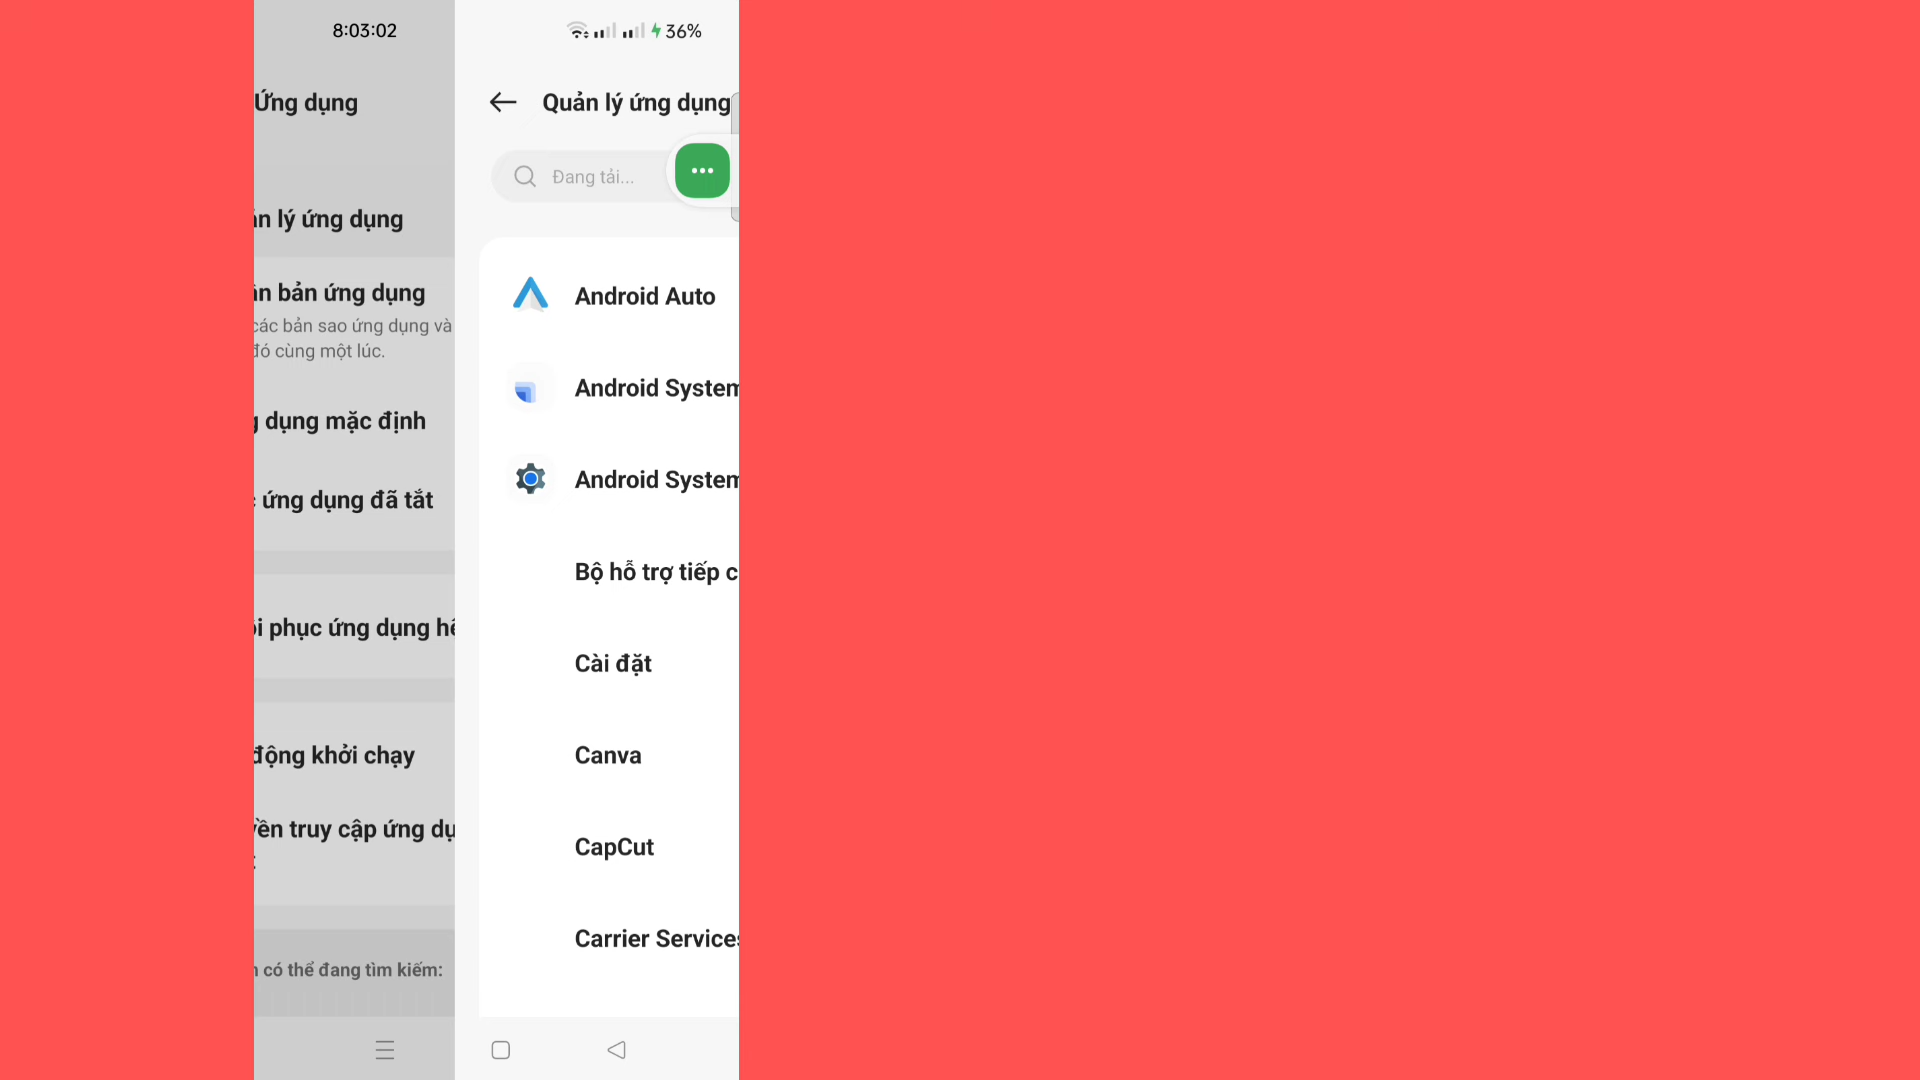 8:03:02
36%
Ứng dụng
lý ứng dụng
bản ứng dụng
các bản sao ứng dụng và
đó cùng một lúc.
dụng mặc định
ứng dụng đã tắt
phục ứng dụng
động khởi chạy
truy cập ứng
có thể đang tìm kiếm:
Quản lý ứng dụng
Đang tải...
Android Auto
Android System
Android System
Bộ hỗ trợ tiếp c
Cài đặt
Canva
CapCut
Carrier Services